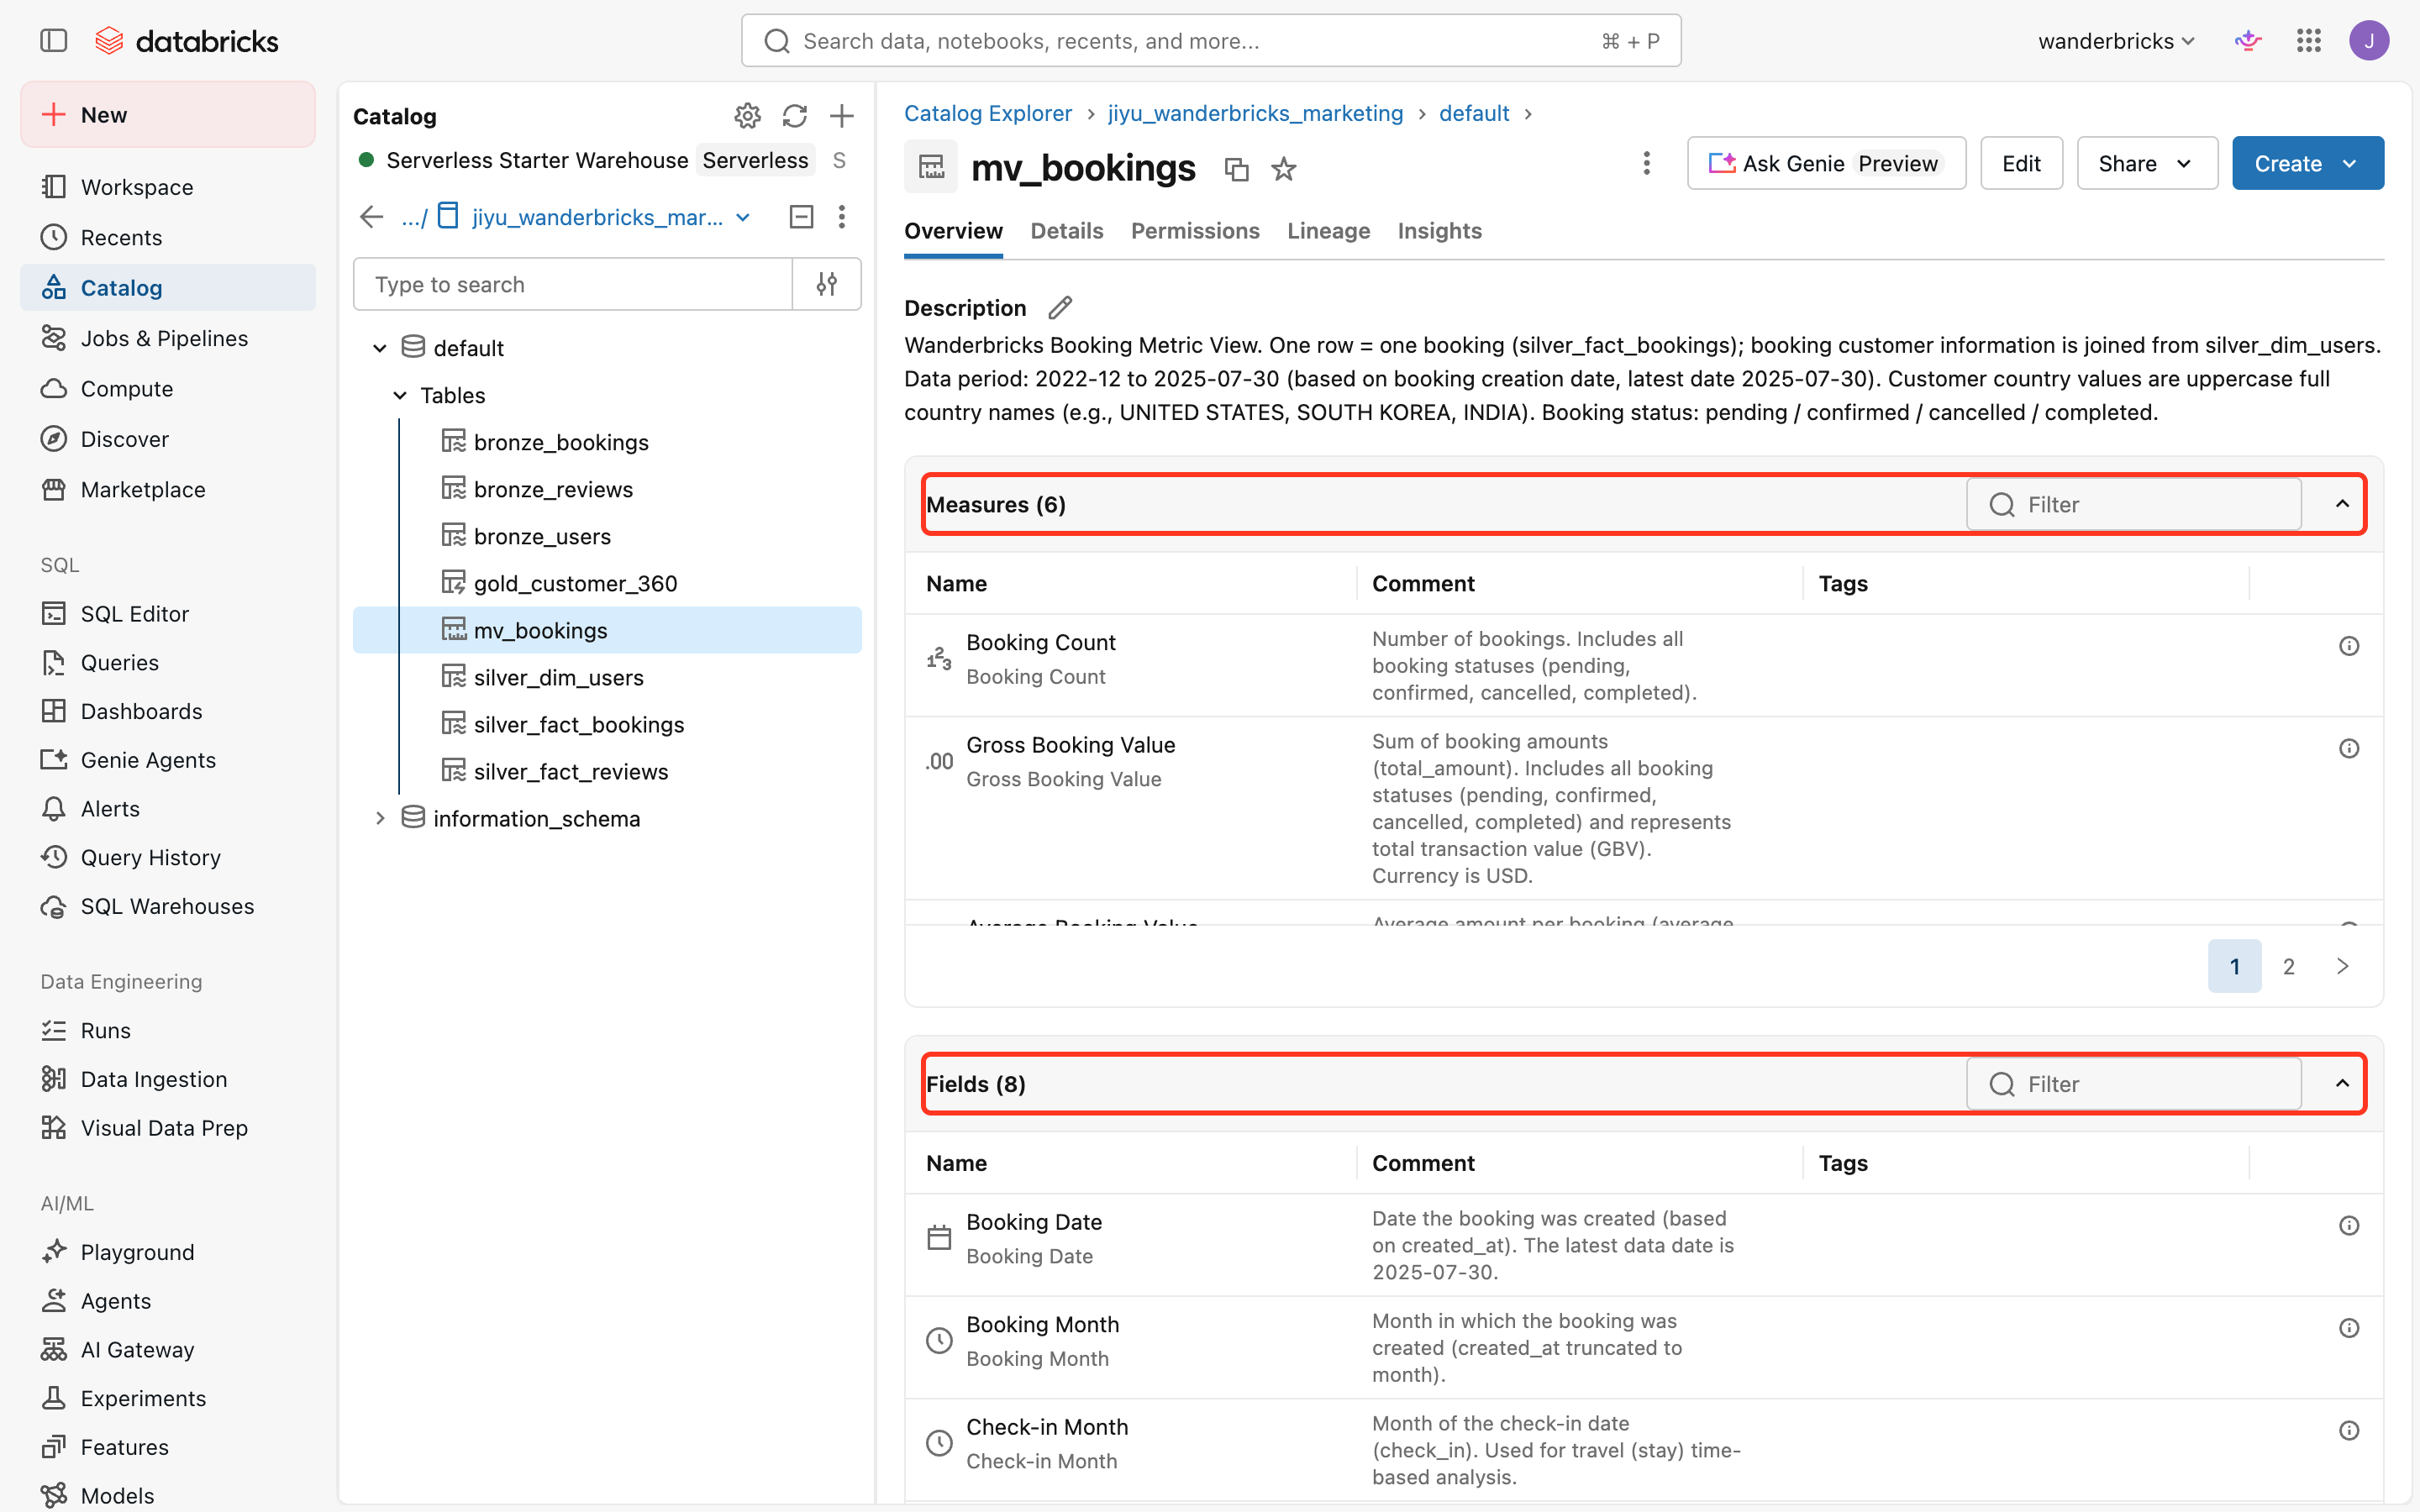 databricks
Search data, notebooks, recents, and more...
⌘ + P
wanderbricks
J
New
Workspace
Recents
Catalog
Jobs & Pipelines
Compute
Discover
Marketplace
SQL
SQL Editor
Queries
Dashboards
Genie Agents
Alerts
Query History
SQL Warehouses
Data Engineering
Runs
Data Ingestion
Visual Data Prep
AI/ML
Playground
Agents
AI Gateway
Experiments
Features
Models
Catalog
Serverless Starter Warehouse Serverless S
.../ jiyu_wanderbricks_mar...
Type to search
default
Tables
bronze_bookings
bronze_reviews
bronze_users
gold_customer_360
mv_bookings
silver_dim_users
silver_fact_bookings
silver_fact_reviews
information_schema
Catalog Explorer > jiyu_wanderbricks_marketing > default >
mv_bookings
Ask Genie Preview
Edit
Share
Create
Overview Details Permissions Lineage Insights
Description
Wanderbricks Booking Metric View. One row = one booking (silver_fact_bookings); booking customer information is joined from silver_dim_users.
Data period: 2022-12 to 2025-07-30 (based on booking creation date, latest date 2025-07-30). Customer country values are uppercase full
country names (e.g., UNITED STATES, SOUTH KOREA, INDIA). Booking status: pending / confirmed / cancelled / completed.
Measures (6)
Filter
Name Comment Tags
Booking Count
Booking Count
Number of bookings. Includes all
booking statuses (pending,
confirmed, cancelled, completed).
.00
Gross Booking Value
Gross Booking Value
Sum of booking amounts
(total_amount). Includes all booking
statuses (pending, confirmed,
cancelled, completed) and represents
total transaction value (GBV).
Currency is USD.
Average Booking Value
Average amount per booking (average
1 2
Fields (8)
Filter
Name Comment Tags
Booking Date
Booking Date
Date the booking was created (based
on created_at). The latest data date is
2025-07-30.
Booking Month
Booking Month
Month in which the booking was
created (created_at truncated to
month).
Check-in Month
Check-in Month
Month of the check-in date
(check_in). Used for travel (stay) time-
based analysis.